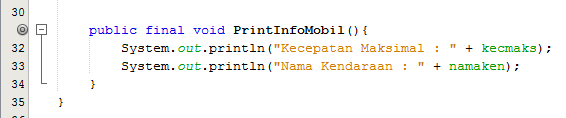 30
public final void PrintInfoMobil(){
32 System.out.println("Kecepatan Maksimal : " + kecmaks);
33 System.out.println("Nama Kendaraan : " + namaken);
34 }
35 }